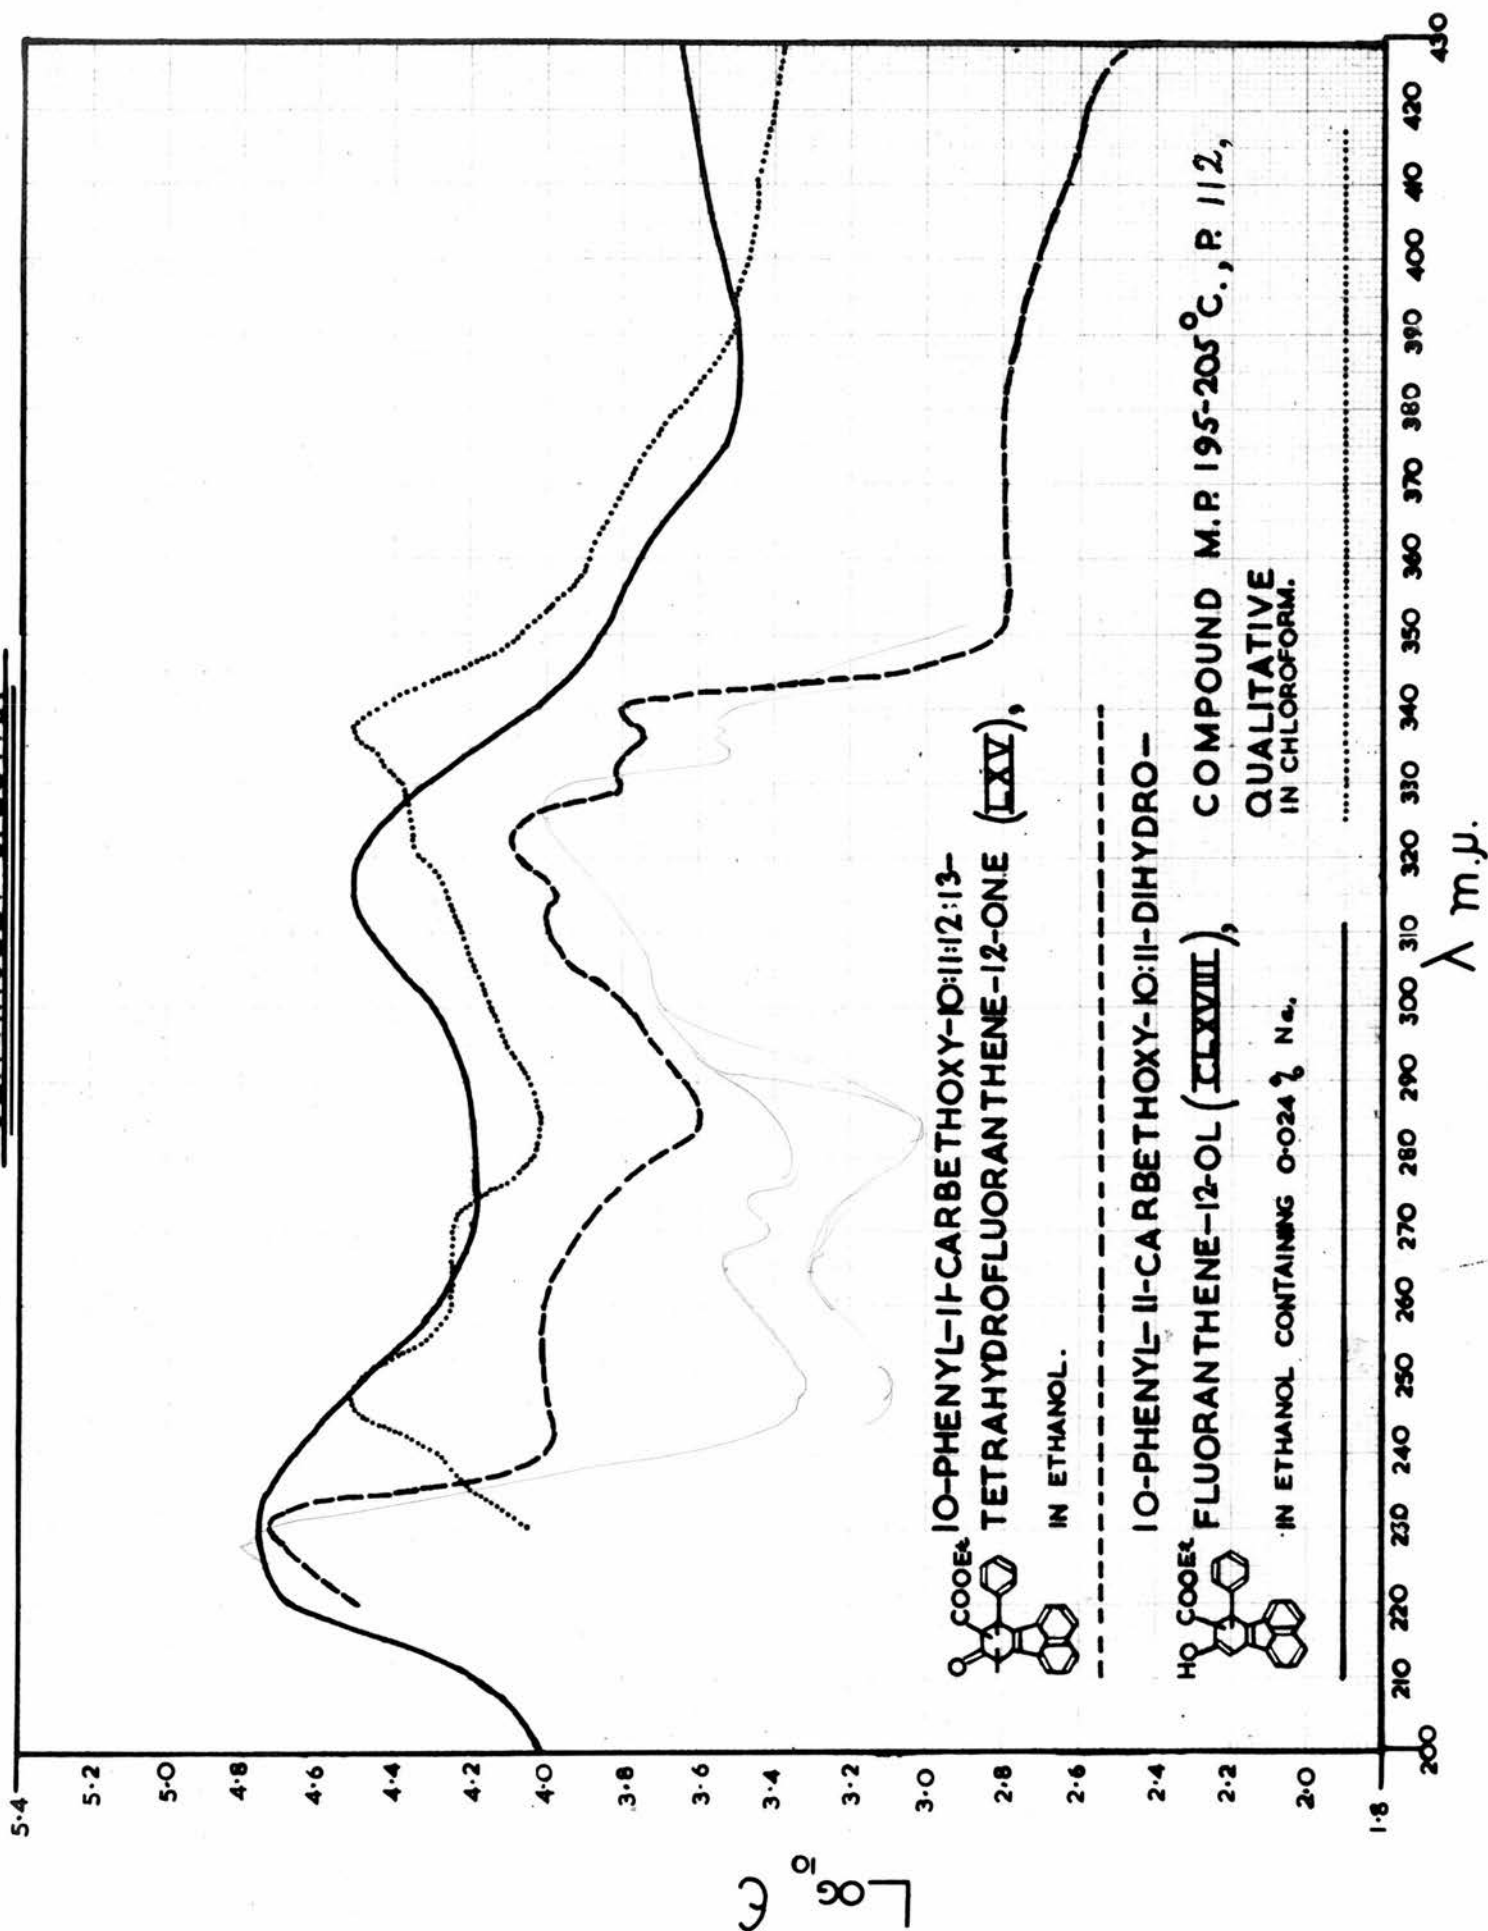 5·4
5·2
5·0
4·8
4·6
4·4
4·2
4·0
3·8
3·6
3·4
3·2
3·0
2·8
2·6
2·4
2·2
2·0
1·8
LOG10 ε
200 210 220 230 240 250 260 270 280 290 300 310 320 330 340 350 360 370 380 390 400 410 420 430
λ m.μ.
O COOEt
10-PHENYL-11-CARBETHOXY-10:11:12:13-
TETRAHYDROFLUORANTHENE-12-ONE (LXV),
IN ETHANOL.
HO COOEt
10-PHENYL-11-CARBETHOXY-10:11-DIHYDRO-
FLUORANTHENE-12-OL (CLXVIII),
IN ETHANOL CONTAINING 0·024% Na.
COMPOUND M.P. 195-205°C., P. 112,
QUALITATIVE
IN CHLOROFORM.